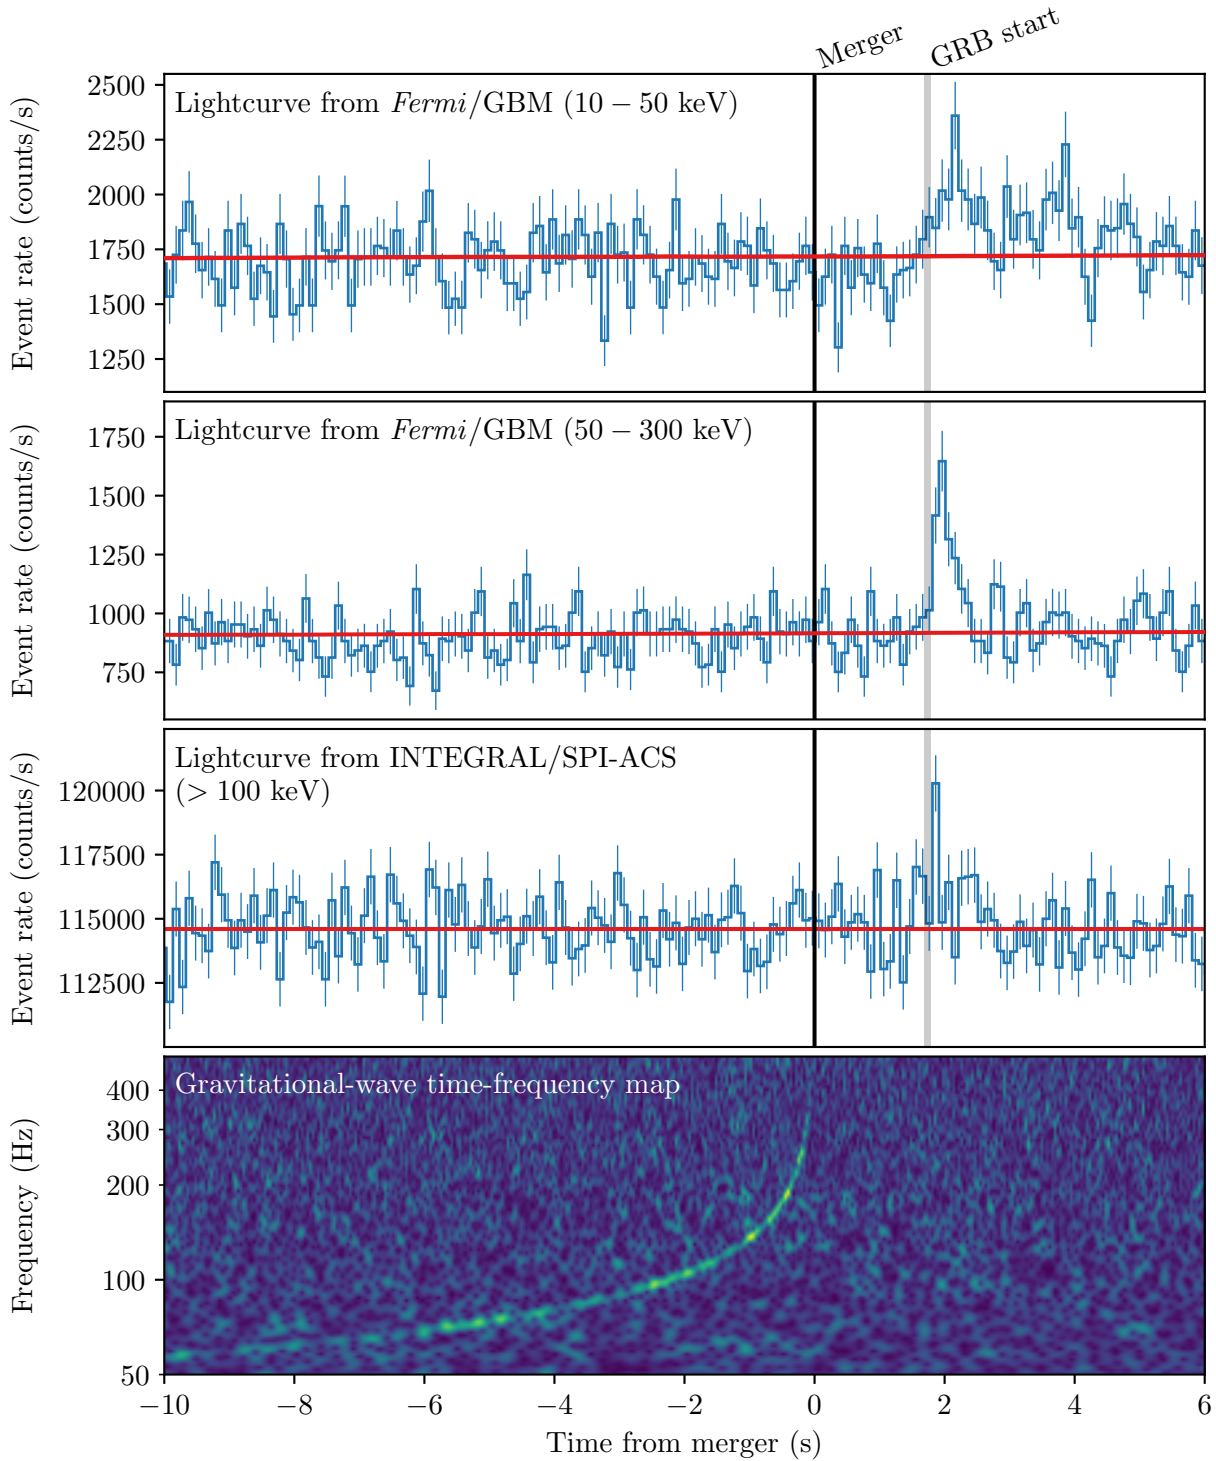 Merger GRB start
Lightcurve from Fermi/GBM (10 − 50 keV)
Event rate (counts/s)
2500
2250
2000
1750
1500
1250
Lightcurve from Fermi/GBM (50 − 300 keV)
Event rate (counts/s)
1750
1500
1250
1000
750
Lightcurve from INTEGRAL/SPI-ACS
(> 100 keV)
Event rate (counts/s)
120000
117500
115000
112500
Gravitational-wave time-frequency map
Frequency (Hz)
400
300
200
100
50
−10 −8 −6 −4 −2 0 2 4 6
Time from merger (s)